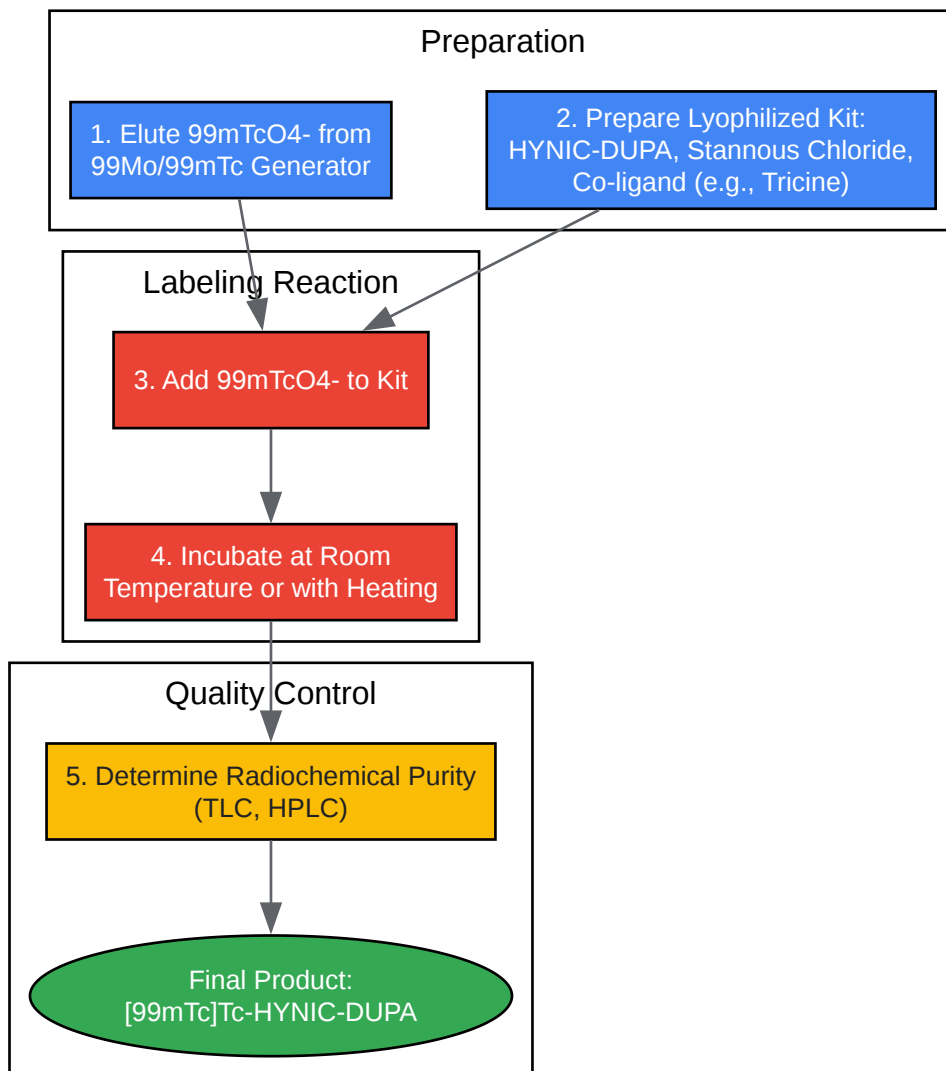 Preparation
1. Elute 99mTcO4- from
99Mo/99mTc Generator
2. Prepare Lyophilized Kit:
HYNIC-DUPA, Stannous Chloride,
Co-ligand (e.g., Tricine)
Labeling Reaction
3. Add 99mTcO4- to Kit
4. Incubate at Room
Temperature or with Heating
Quality Control
5. Determine Radiochemical Purity
(TLC, HPLC)
Final Product:
[99mTc]Tc-HYNIC-DUPA